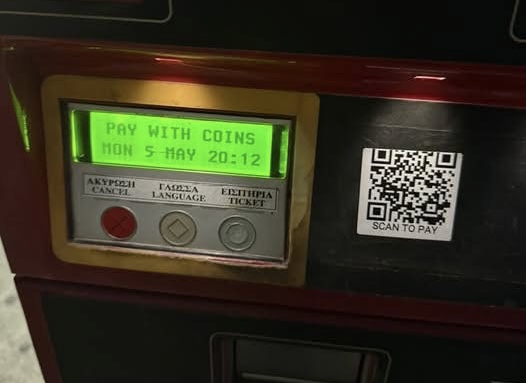 PAY WITH COINS
MON 5 MAY 20:12
ΑΚΥΡΩΣΗ
CANCEL
ΓΛΩΣΣΑ
LANGUAGE
ΕΙΣΙΤΗΡΙΑ
TICKET
SCAN TO PAY